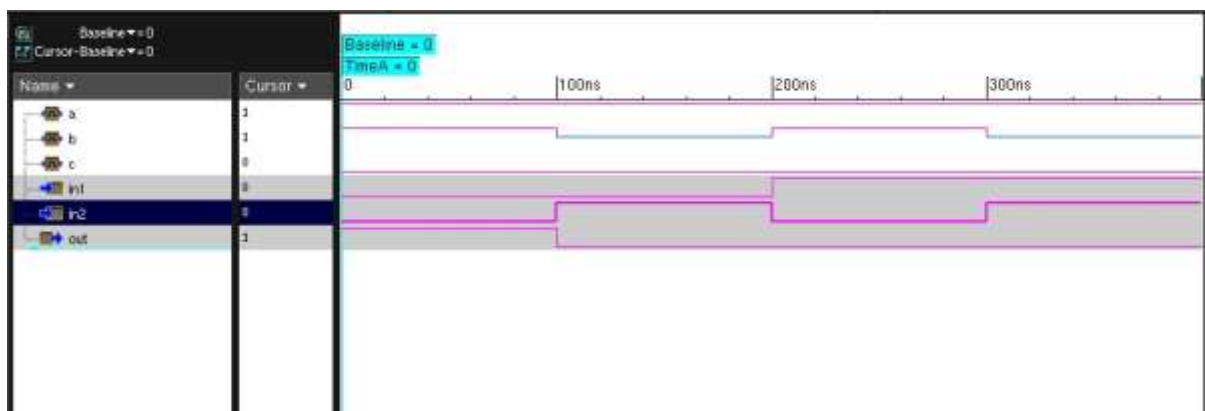 Baseline▼=0
Cursor-Baseline▼=0
Baseline = 0
TimeA = 0
Name ▼ Cursor ▼ 0 100ns 200ns 300ns
a 1
b 1
c 0
in1 0
in2 0
out 1